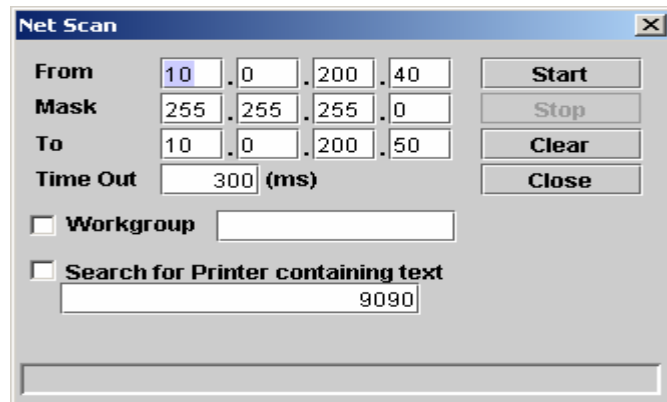 Net Scan
From 10 . 0 . 200 . 40 Start
Mask 255 . 255 . 255 . 0 Stop
To 10 . 0 . 200 . 50 Clear
Time Out 300 (ms) Close
Workgroup
Search for Printer containing text
9090